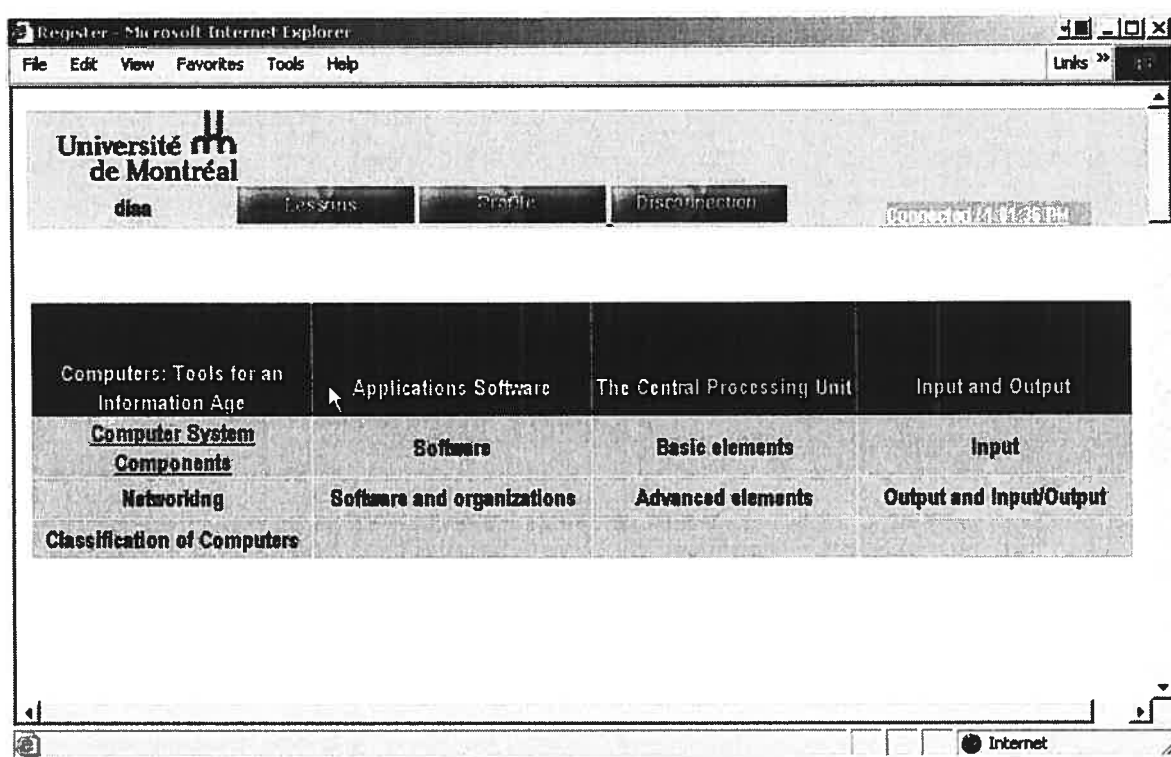 Register - Microsoft Internet Explorer
File Edit View Favorites Tools Help
Links »
Université
de Montréal
Lessons Profile Disconnection
Connected
Computers: Tools for an
Information Age
Applications Software
The Central Processing Unit
Input and Output
Computer System
Components
Software
Basic elements
Input
Networking
Software and organizations
Advanced elements
Output and Input/Output
Classification of Computers
Internet